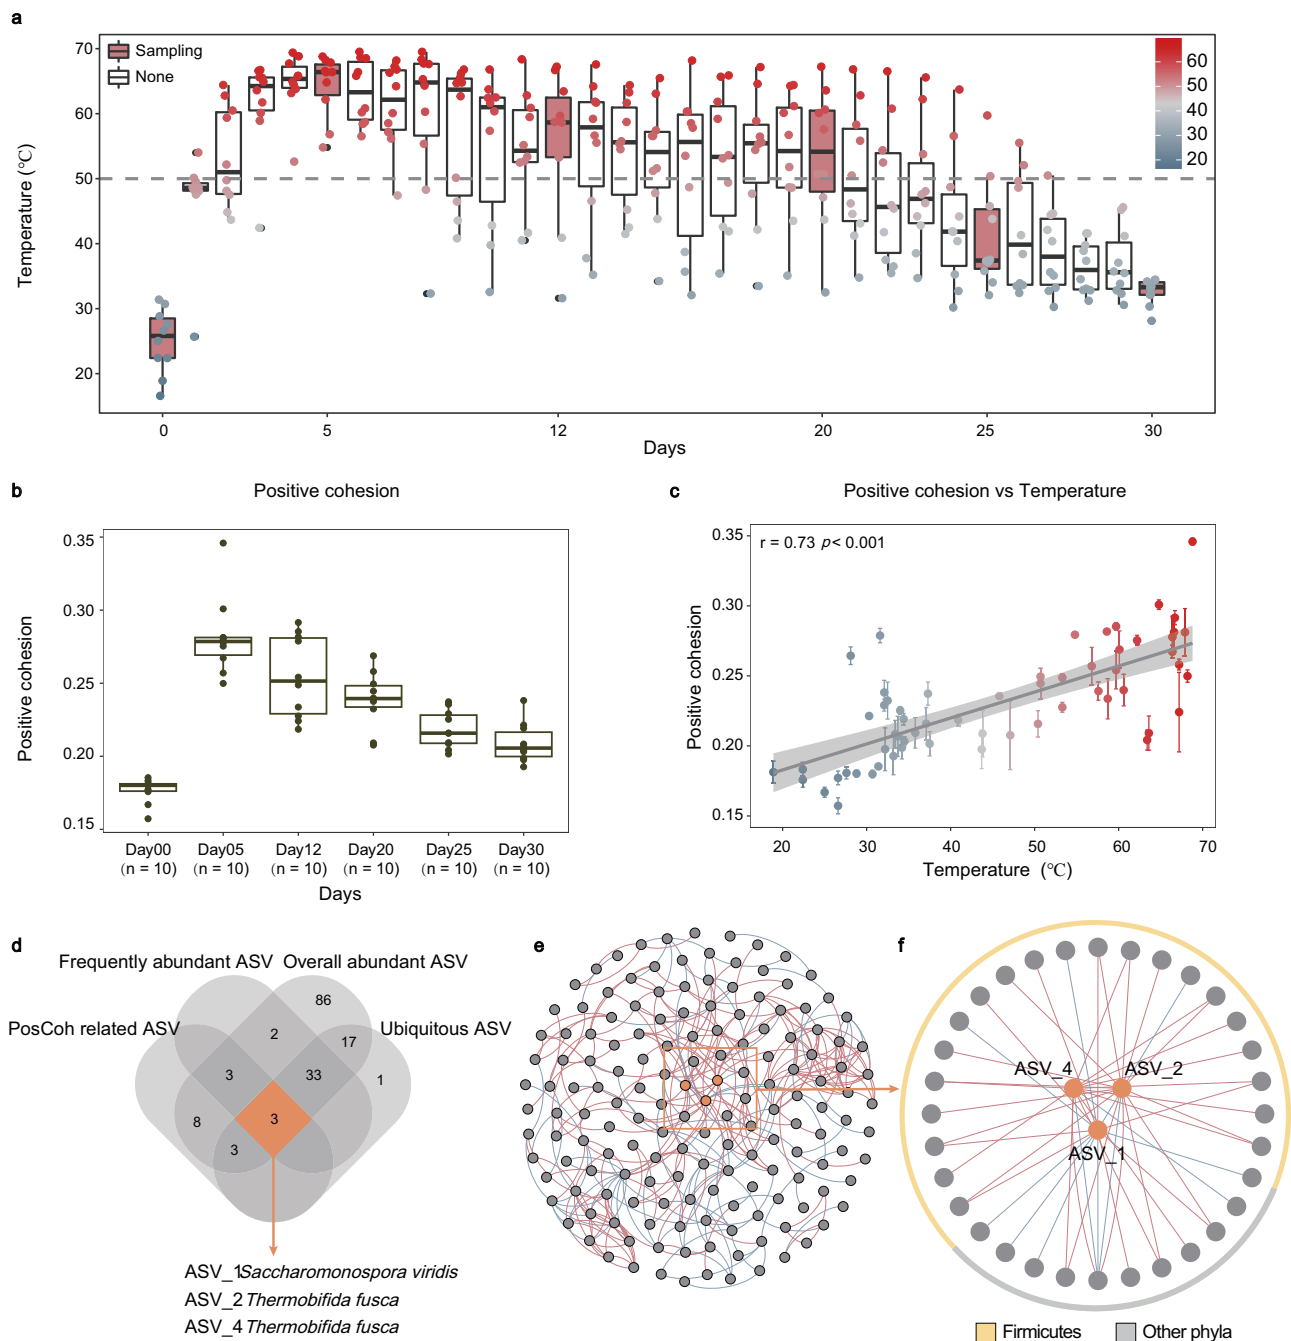 a
Sampling
None
Temperature (℃)
70
60
50
40
30
20
0
5
12
20
25
30
Days
60
50
40
30
20
b
Positive cohesion
Positive cohesion
0.35
0.30
0.25
0.20
0.15
Day00 Day05 Day12 Day20 Day25 Day30
(n = 10) (n = 10) (n = 10) (n = 10) (n = 10) (n = 10)
Days
c
Positive cohesion vs Temperature
r = 0.73 p< 0.001
Positive cohesion
0.35
0.30
0.25
0.20
0.15
20 30 40 50 60 70
Temperature (℃)
d
Frequently abundant ASV Overall abundant ASV
PosCoh related ASV Ubiquitous ASV
86
2
17
3
33
1
8
3
3
ASV_1 Saccharomonospora viridis
ASV_2 Thermobifida fusca
ASV_4 Thermobifida fusca
e
f
ASV_4 ASV_2
ASV_1
Firmicutes Other phyla